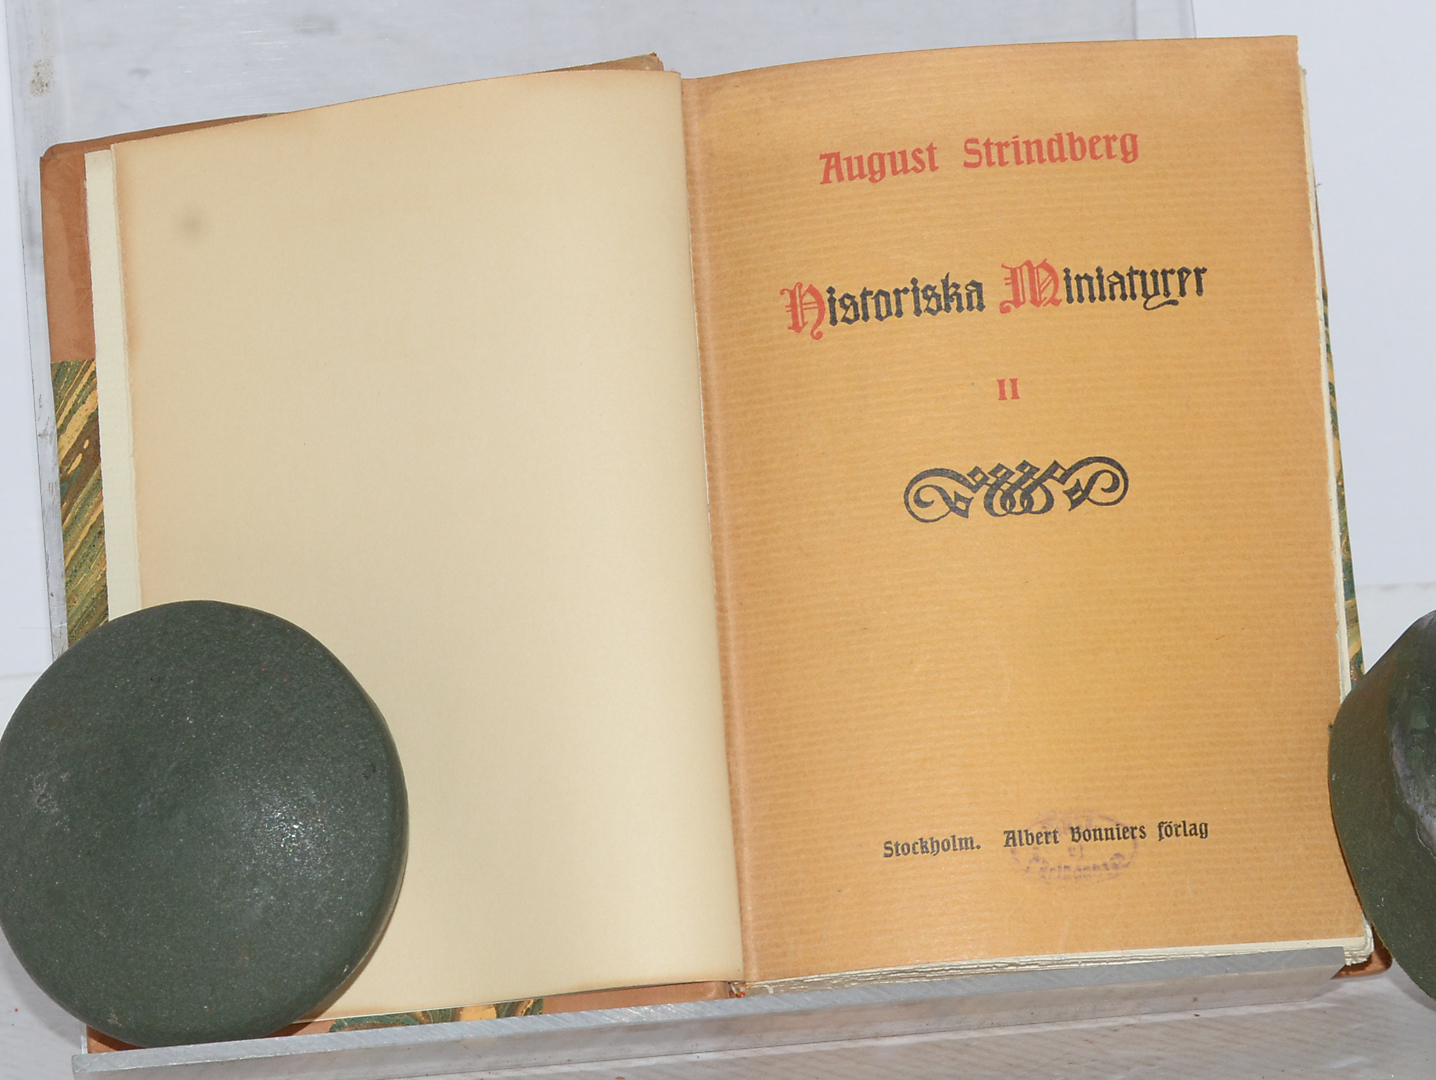 August Strindberg
Historiska Miniatyrer
II
Stockholm. Albert Bonniers förlag